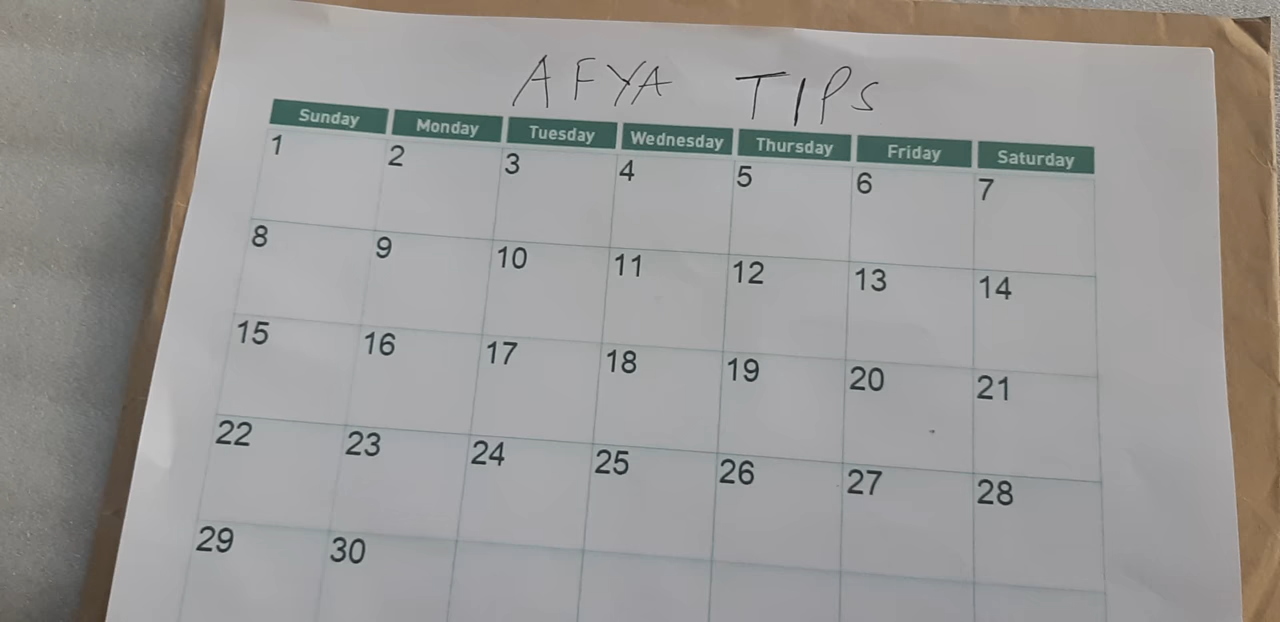 AFYA TIPS
Sunday Monday Tuesday Wednesday Thursday Friday Saturday
1 2 3 4 5 6 7
8 9 10 11 12 13 14
15 16 17 18 19 20 21
22 23 24 25 26 27 28
29 30